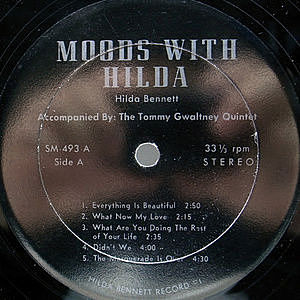 MOODS WITH
HILDA
Hilda Bennett
Accompanied By: The Tommy Gwaltney Quintet
SM 493 A
Side A
33 ⅓ rpm
STEREO
1. Everything Is Beautiful 2:50
2. What Now My Love 2:15
3. What Are You Doing The Rest
of Your Life 2:35
4. Didn't We 4:00
5. The Masquerade Is Over 4:30
HILDA BENNETT RECORD